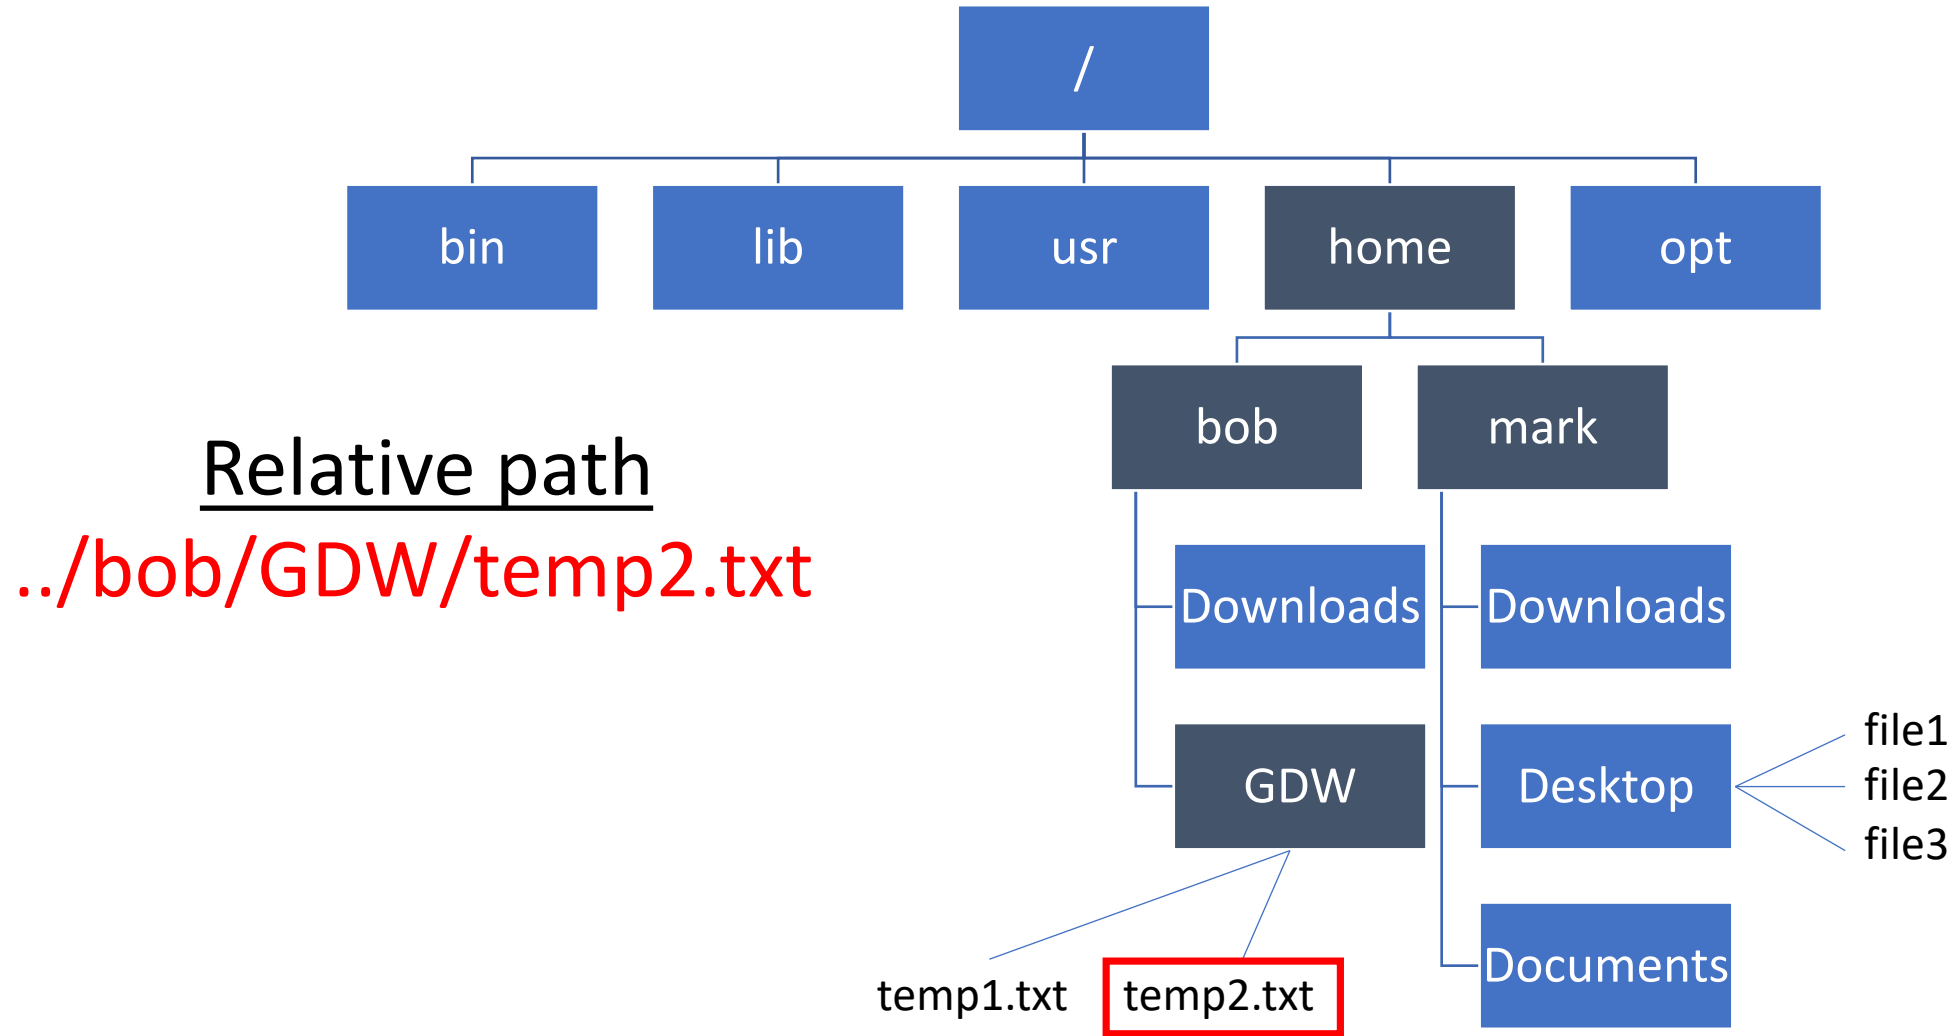 /
bin
lib
usr
home
opt
bob
mark
Relative path
../bob/GDW/temp2.txt
Downloads
Downloads
GDW
Desktop
file1
file2
file3
Documents
temp1.txt
temp2.txt